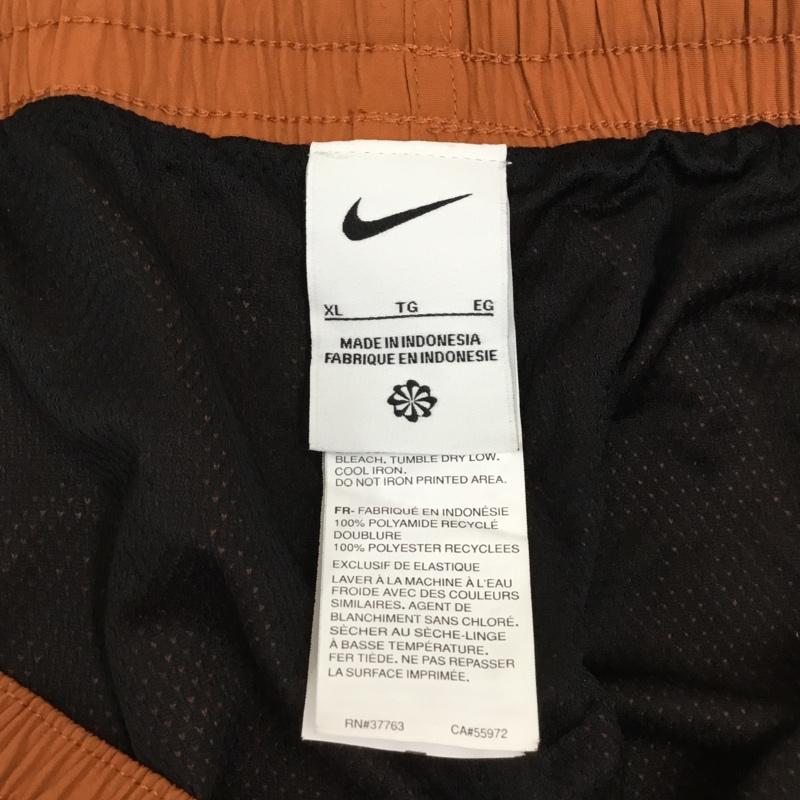 XL TG EG
MADE IN INDONESIA
FABRIQUE EN INDONESIE
BLEACH. TUMBLE DRY LOW.
COOL IRON.
DO NOT IRON PRINTED AREA.
FR- FABRIQUÉ EN INDONÉSIE
100% POLYAMIDE RECYCLÉ
DOUBLURE
100% POLYESTER RECYCLEES
EXCLUSIF DE ELASTIQUE
LAVER À LA MACHINE À L'EAU
FROIDE AVEC DES COULEURS
SIMILAIRES. AGENT DE
BLANCHIMENT SANS CHLORÉ.
SÉCHER AU SÈCHE-LINGE
À BASSE TEMPÉRATURE.
FER TIÈDE. NE PAS REPASSER
LA SURFACE IMPRIMÉE.
RN#37763 CA#55972